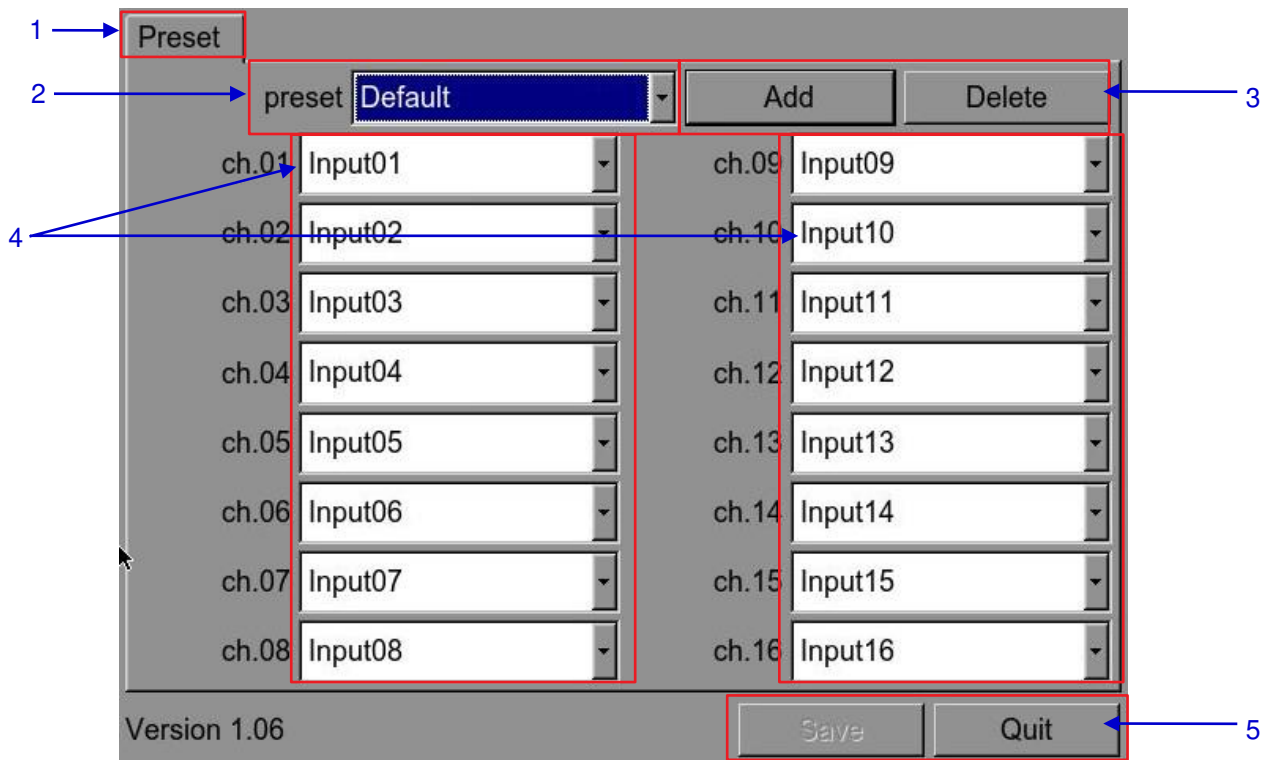 1 Preset
2 preset Default Add Delete 3
ch.01 Input01 ch.09 Input09
4 ch.02 Input02 ch.10 Input10
ch.03 Input03 ch.11 Input11
ch.04 Input04 ch.12 Input12
ch.05 Input05 ch.13 Input13
ch.06 Input06 ch.14 Input14
ch.07 Input07 ch.15 Input15
ch.08 Input08 ch.16 Input16
Version 1.06 Save Quit 5